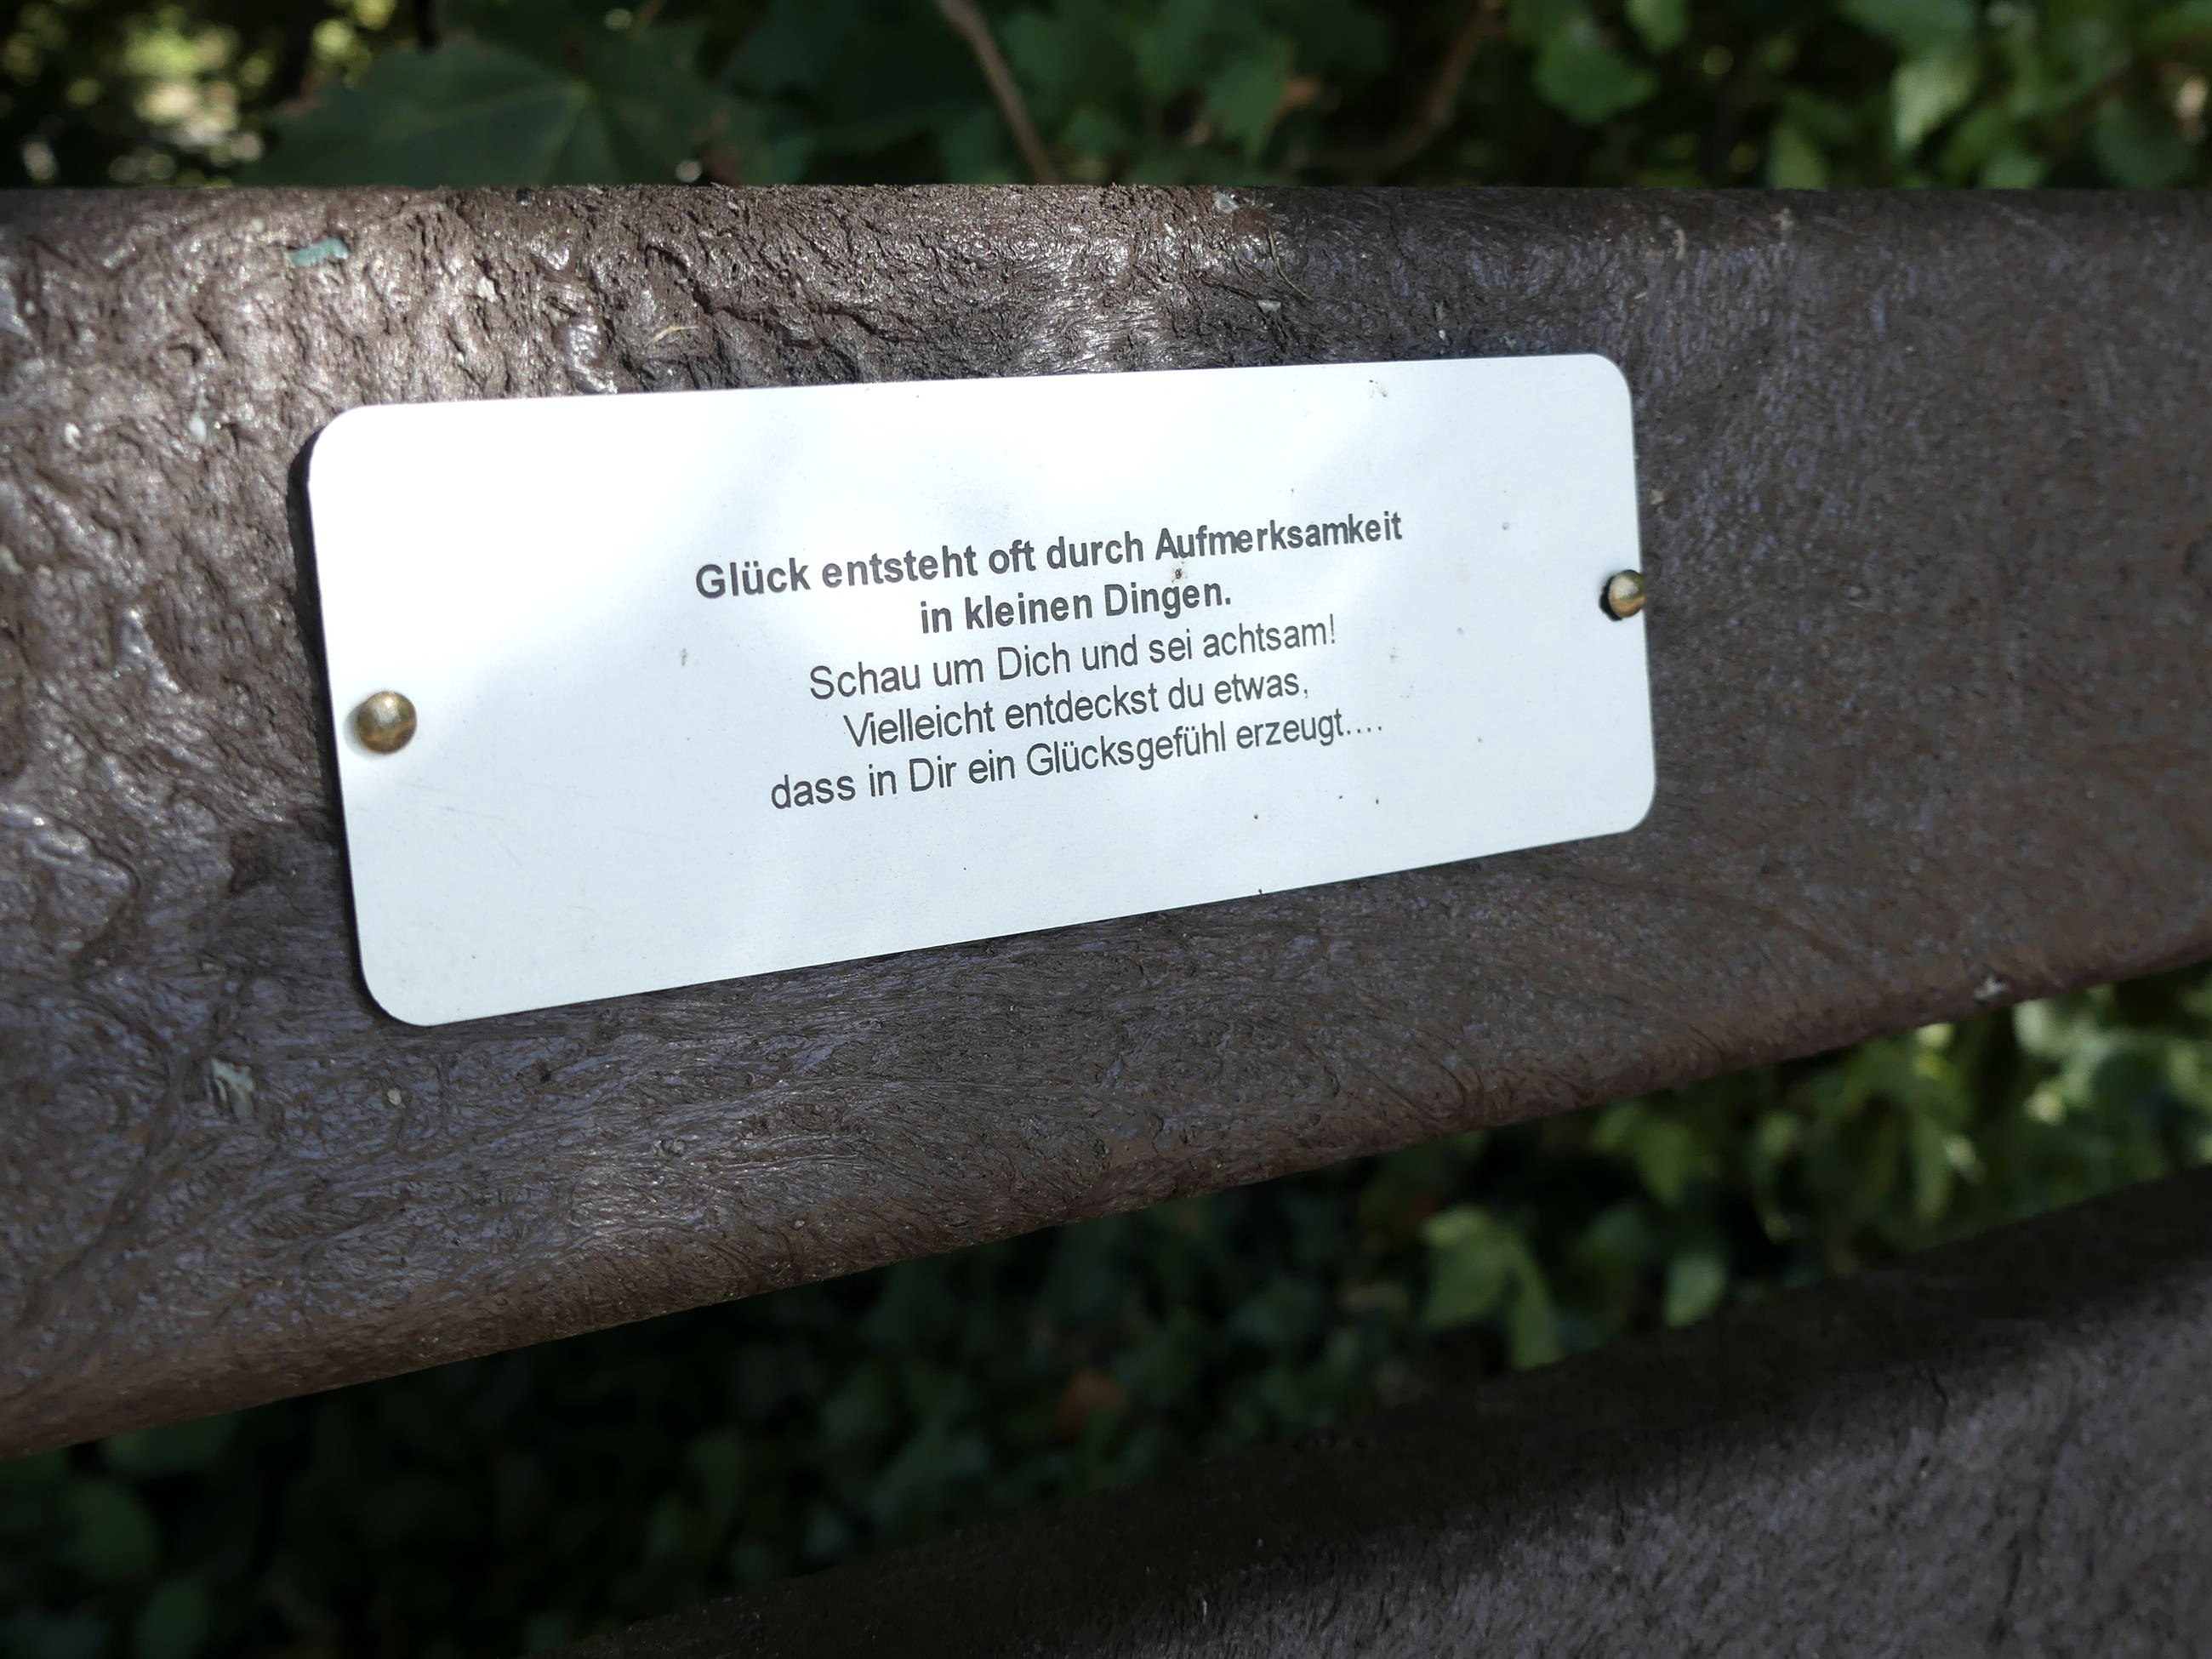 Glück entsteht oft durch Aufmerksamkeit
in kleinen Dingen.
Schau um Dich und sei achtsam!
Vielleicht entdeckst du etwas,
dass in Dir ein Glücksgefühl erzeugt....